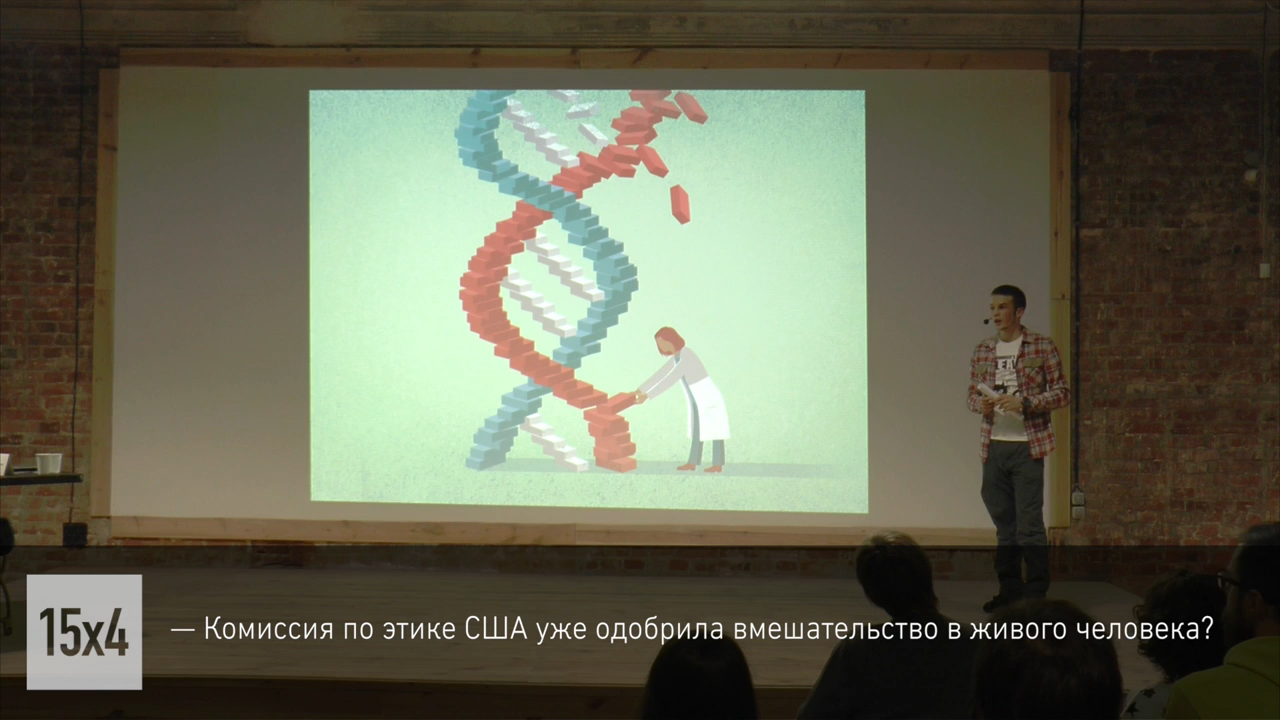 15x4
— Комиссия по этике США уже одобрила вмешательство в живого человека?